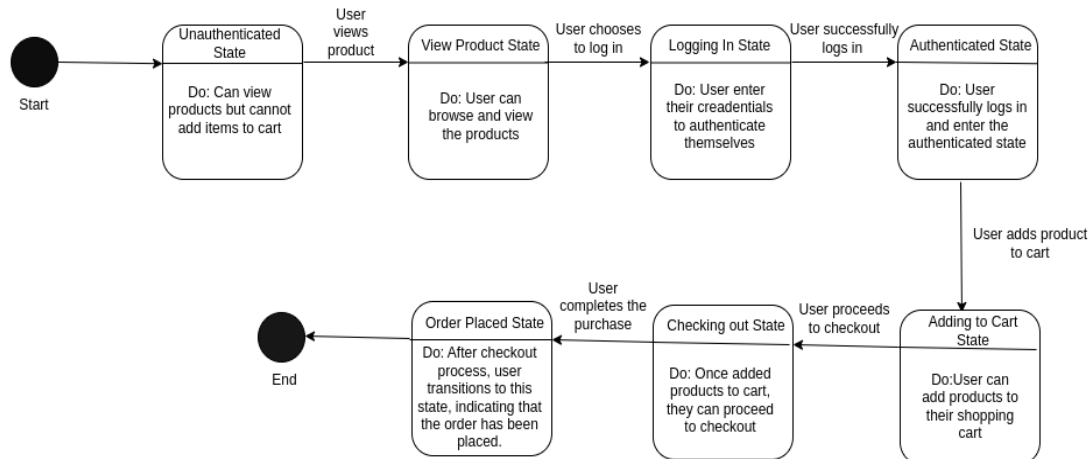 Start
Unauthenticated
State
Do: Can view
products but cannot
add items to cart
User
views
product
View Product State
Do: User can
browse and view
the products
User chooses
to log in
Logging In State
Do: User enter
their creadentials
to authenticate
themselves
User successfully
logs in
Authenticated State
Do: User
successfully logs in
and enter the
authenticated state
User adds product
to cart
Adding to Cart
State
Do:User can
add products to
their shopping
cart
User proceeds
to checkout
Checking out State
Do: Once added
products to cart,
they can proceed
to checkout
User
completes the
purchase
Order Placed State
Do: After checkout
process, user
transitions to this
state, indicating that
the order has been
placed.
End